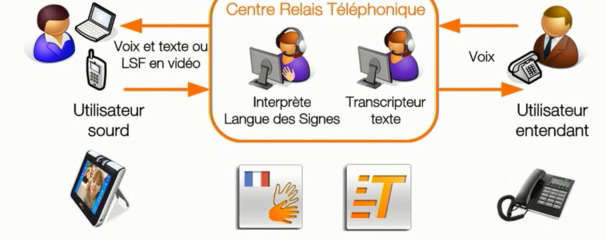 Centre Relais Téléphonique
Voix et texte ou
LSF en vidéo
Voix
Interprète
Langue des Signes
Transcripteur
texte
Utilisateur
sourd
Utilisateur
entendant
T